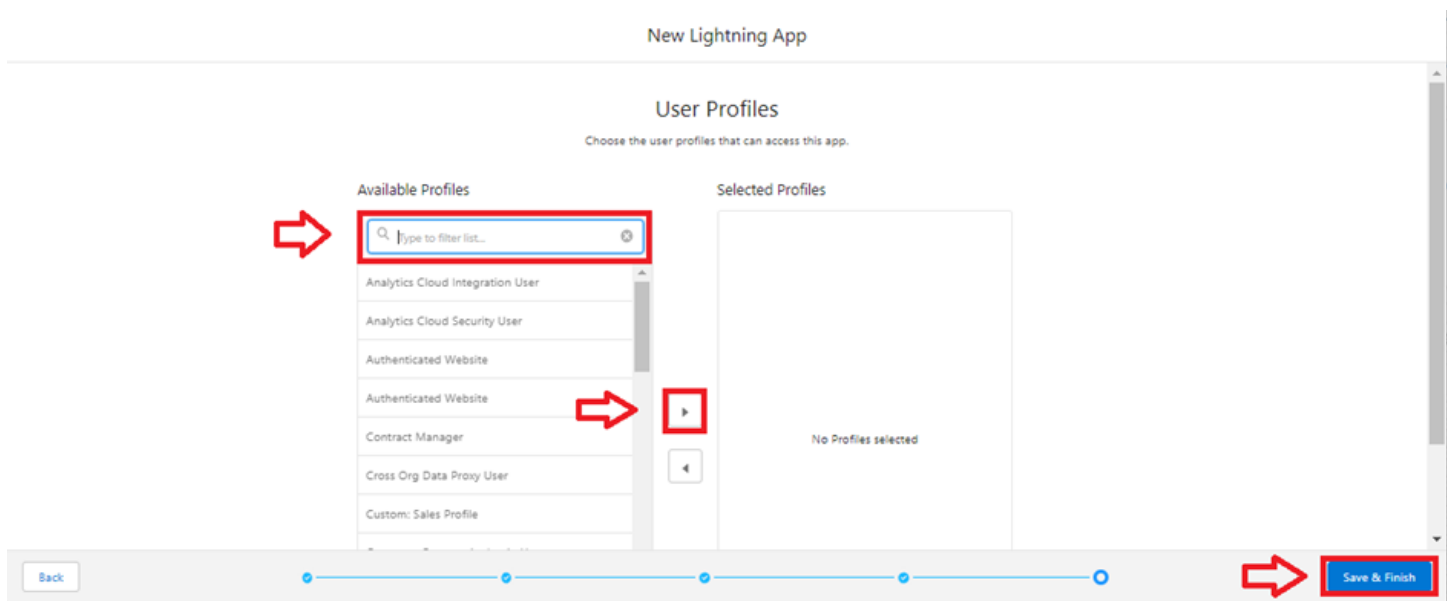 New Lightning App
User Profiles
Choose the user profiles that can access this app.
Available Profiles
Selected Profiles
Type to filter list...
Analytics Cloud Integration User
Analytics Cloud Security User
Authenticated Website
Authenticated Website
Contract Manager
No Profiles selected
Cross Org Data Proxy User
Custom: Sales Profile
Back
Save & Finish